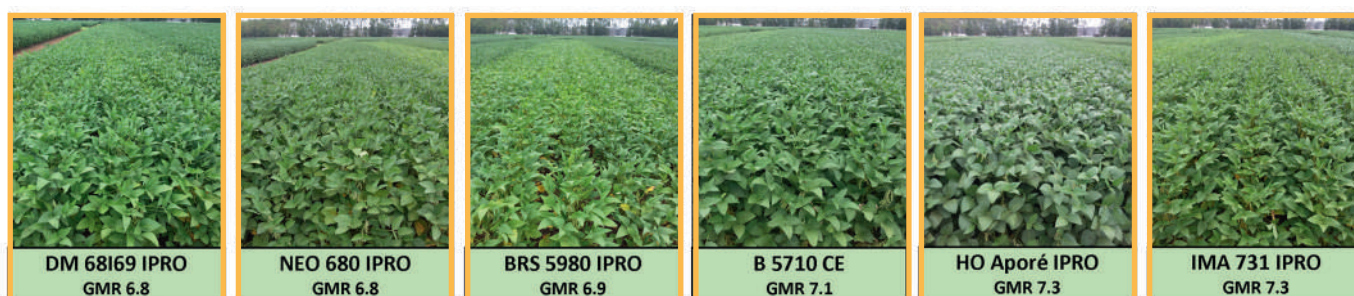 DM 68I69 IPRO
GMR 6.8
NEO 680 IPRO
GMR 6.8
BRS 5980 IPRO
GMR 6.9
B 5710 CE
GMR 7.1
HO Aporé IPRO
GMR 7.3
IMA 731 IPRO
GMR 7.3